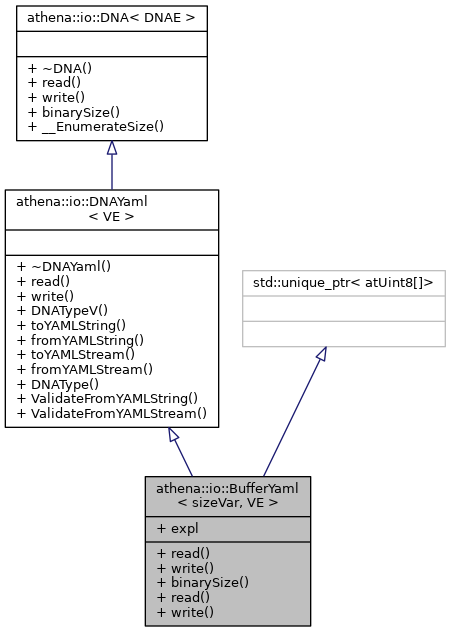 athena::io::DNA< DNAE >
+ ~DNA()
+ read()
+ write()
+ binarySize()
+ __EnumerateSize()
athena::io::DNAYaml
< VE >
+ ~DNAYaml()
+ read()
+ write()
+ DNATypeV()
+ toYAMLString()
+ fromYAMLString()
+ toYAMLStream()
+ fromYAMLStream()
+ DNAType()
+ ValidateFromYAMLString()
+ ValidateFromYAMLStream()
std::unique_ptr< atUint8[]>
athena::io::BufferYaml
< sizeVar, VE >
+ expl
+ read()
+ write()
+ binarySize()
+ read()
+ write()